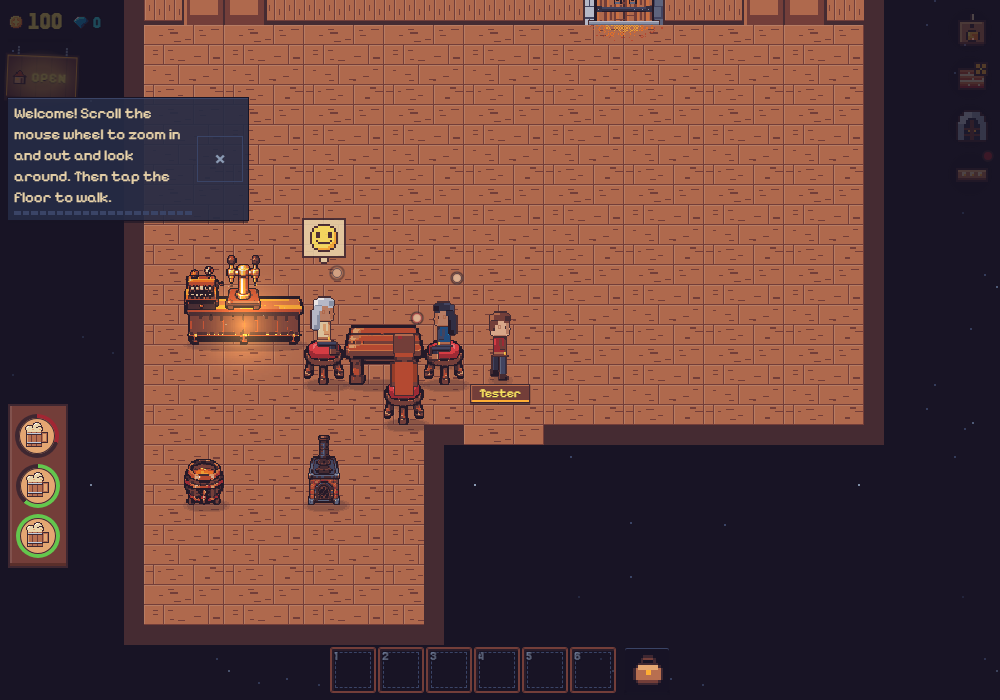 100
0
OPEN
Welcome! Scroll the
mouse wheel to zoom in
and out and look
around. Then tap the
floor to walk.
×
Tester
1 2 3 4 5 6